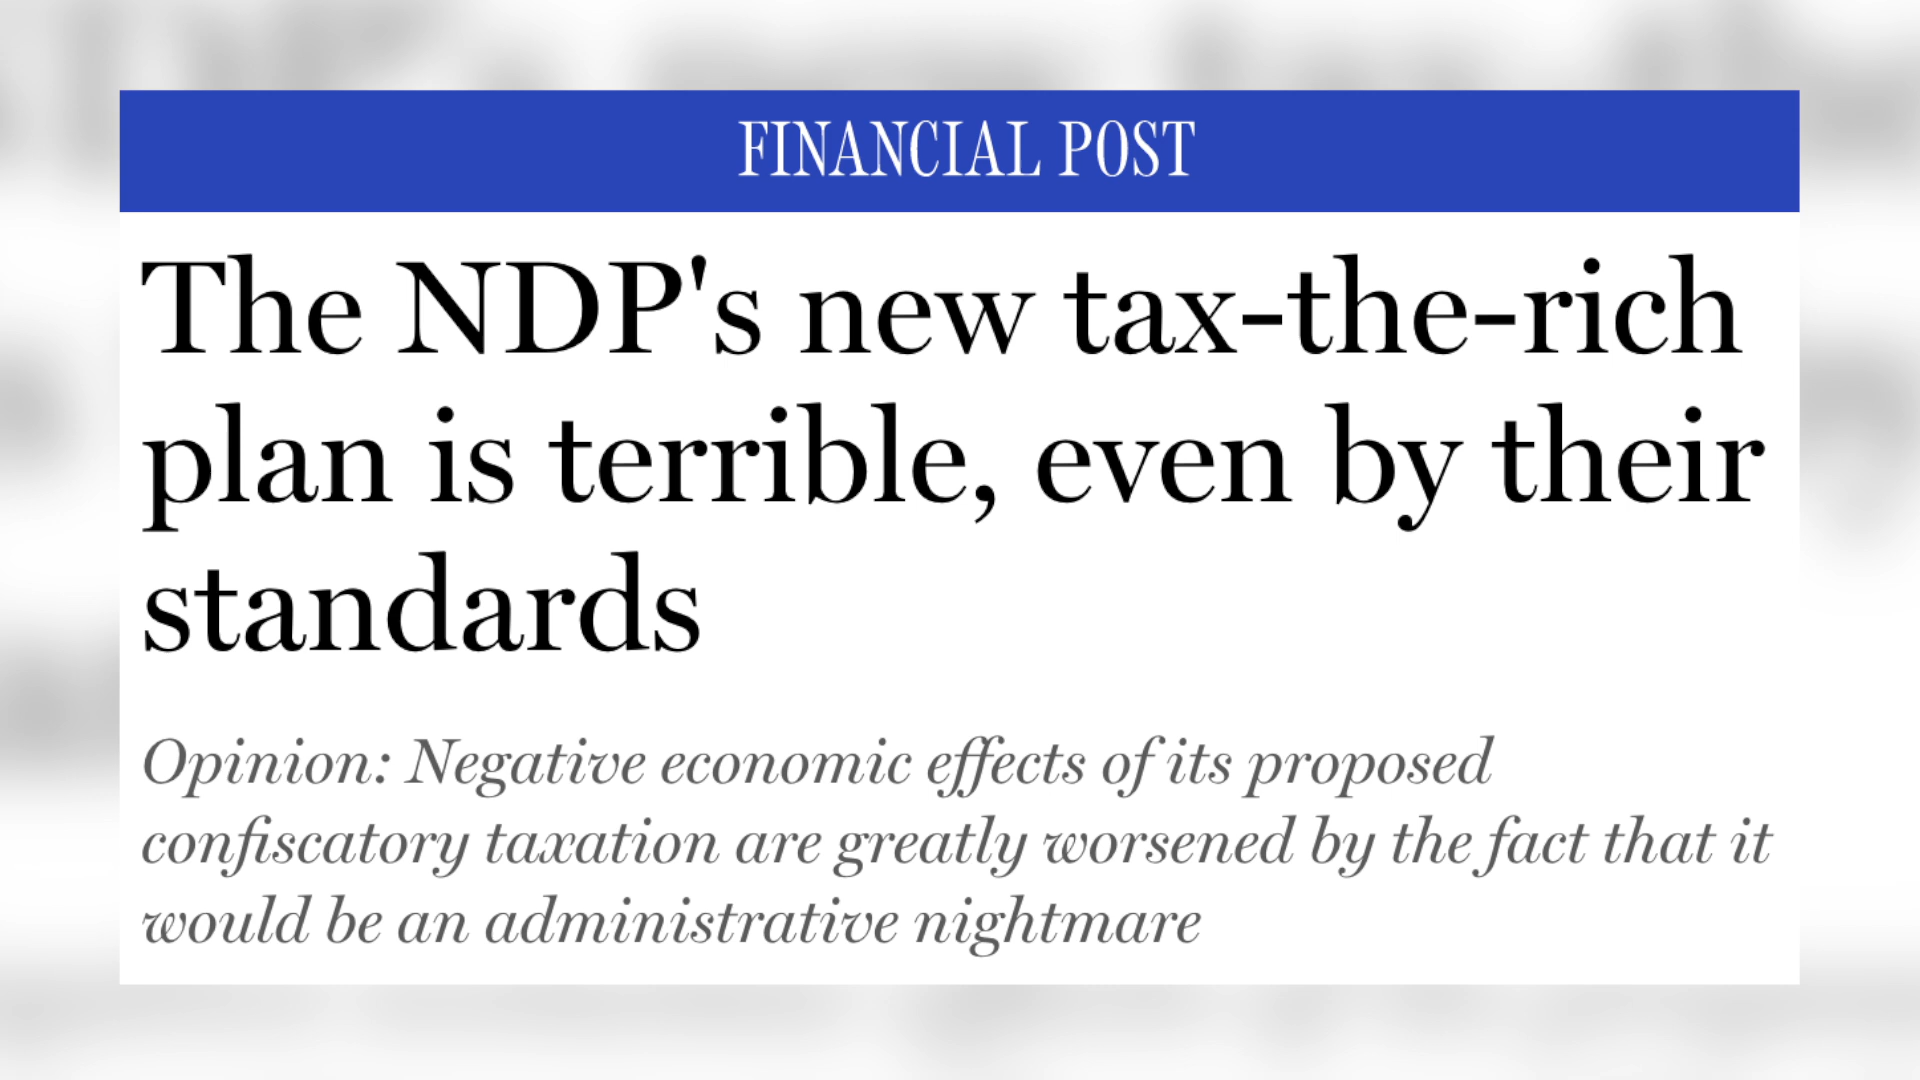 FINANCIAL POST
The NDP's new tax-the-rich
plan is terrible, even by their
standards
Opinion: Negative economic effects of its proposed
confiscatory taxation are greatly worsened by the fact that it
would be an administrative nightmare